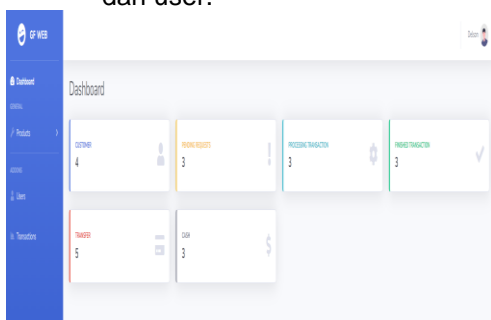 dan user.
GF WEB
Dashboard
GENERAL
Products
Users
Transactions
Dashboard
CUSTOMER
4
PENDING REQUESTS
3
PROCESSING TRANSACTION
3
FINISHED TRANSACTION
3
TRANSFER
5
CASH
3